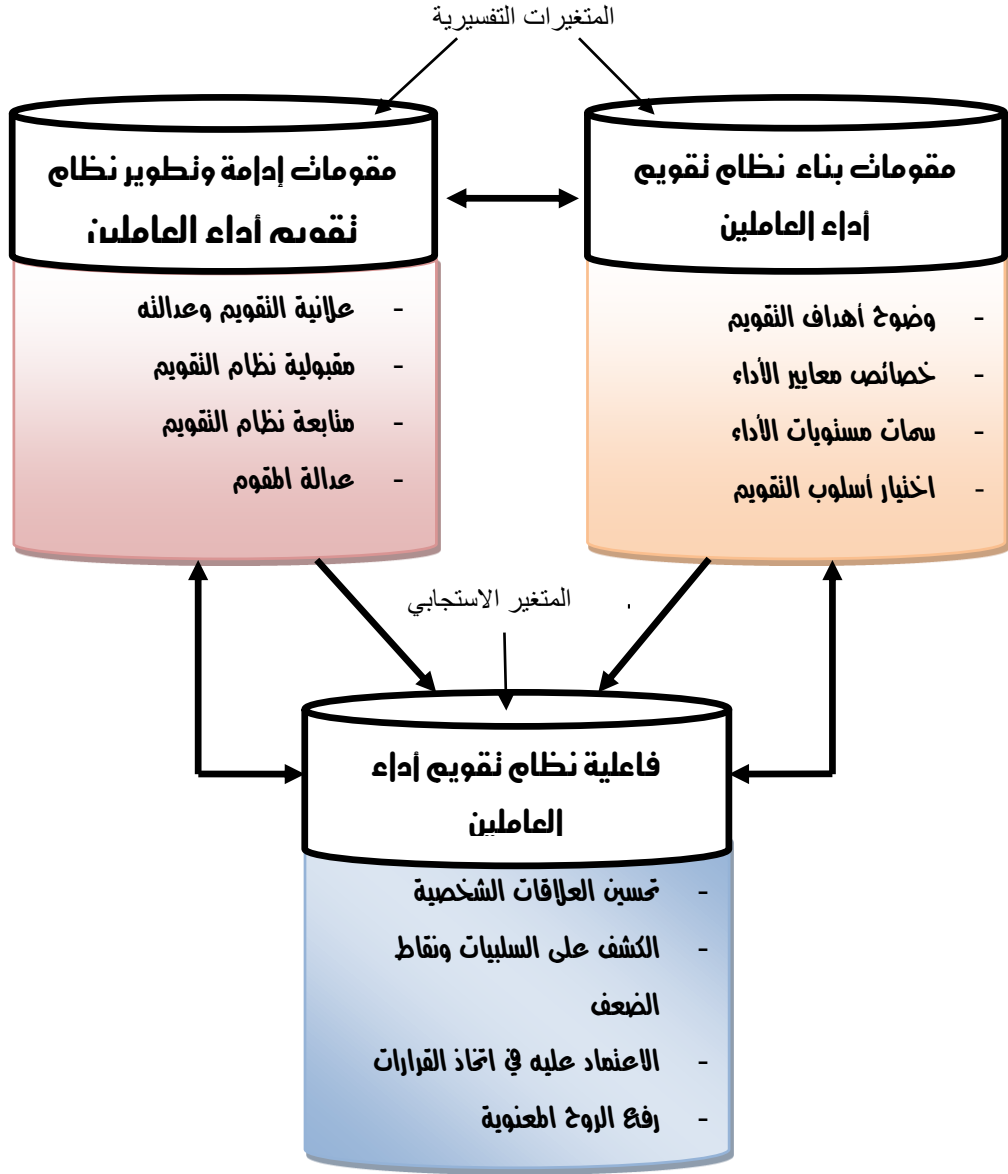 المتغيرات التفسيرية
مقومات بناء نظام تقويم
أداء العاملين
- وضوح أهداف التقويم
- خصائص معايير الأداء
- سمات مستويات الأداء
- اختيار أسلوب التقويم
مقومات إدامة وتطوير نظام
تقويم أداء العاملين
- علانية التقويم وعدالته
- مقبولية نظام التقويم
- متابعة نظام التقويم
- عدالة المقوم
المتغير الاستجابي
فاعلية نظام تقويم أداء
العاملين
- تحسين العلاقات الشخصية
- الكشف على السلبيات ونقاط
الضعف
- الاعتماد عليه في اتخاذ القرارات
- رفع الروح المعنوية